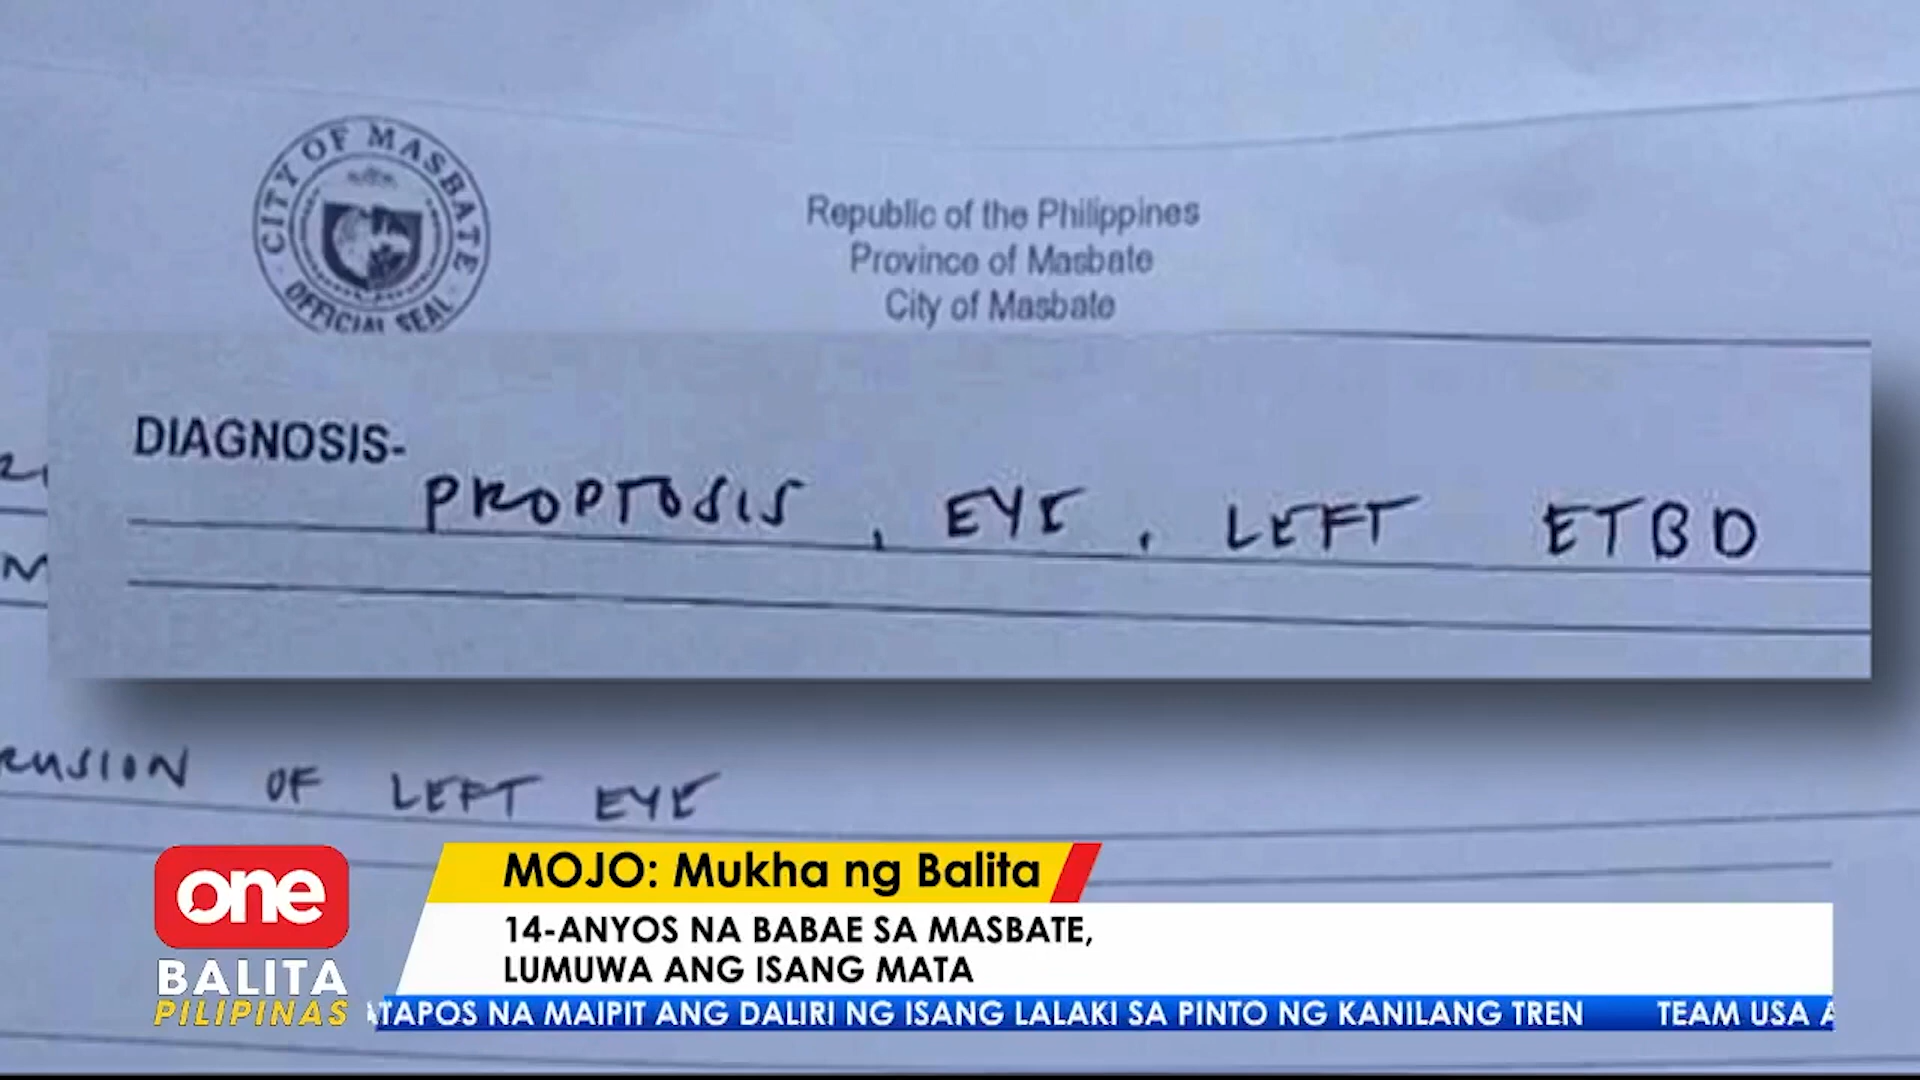 CITY OF MASBATE
OFFICIAL SEAL
Republic of the Philippines
Province of Masbate
City of Masbate
DIAGNOSIS-
PROPTOSIS, EYE, LEFT ETBD
RUSION OF LEFT EYE
one
BALITA
PILIPINAS
MOJO: Mukha ng Balita
14-ANYOS NA BABAE SA MASBATE,
LUMUWA ANG ISANG MATA
ATAPOS NA MAIPIT ANG DALIRI NG ISANG LALAKI SA PINTO NG KANILANG TREN TEAM USA A